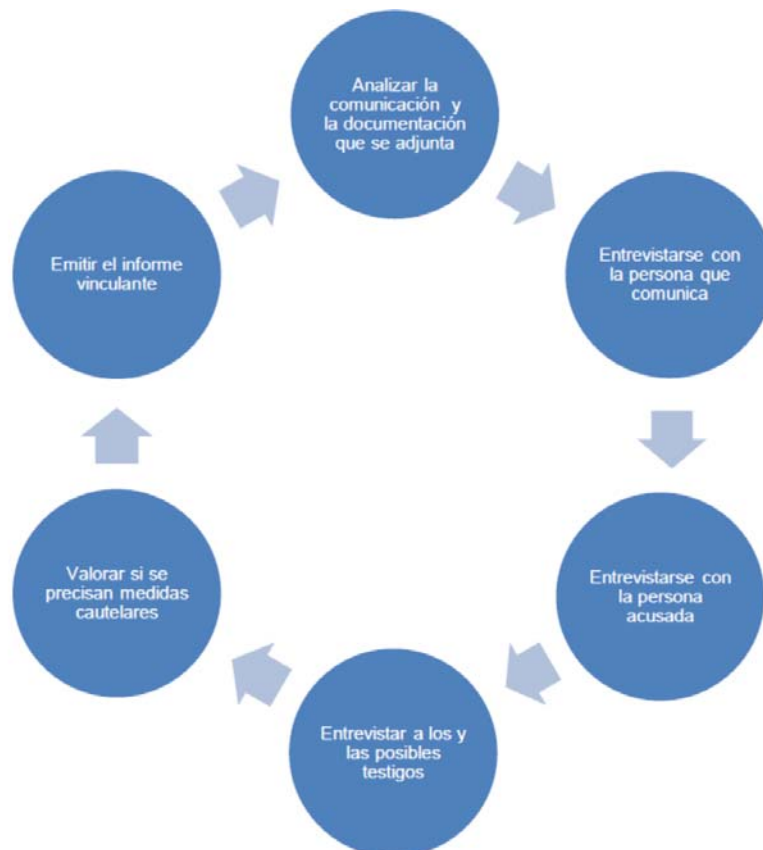 Analizar la
comunicación y
la documentación
que se adjunta
Entrevistarse con
la persona que
comunica
Entrevistarse con
la persona
acusada
Entrevistar a los y
las posibles
testigos
Valorar si se
precisan medidas
cautelares
Emitir el informe
vinculante